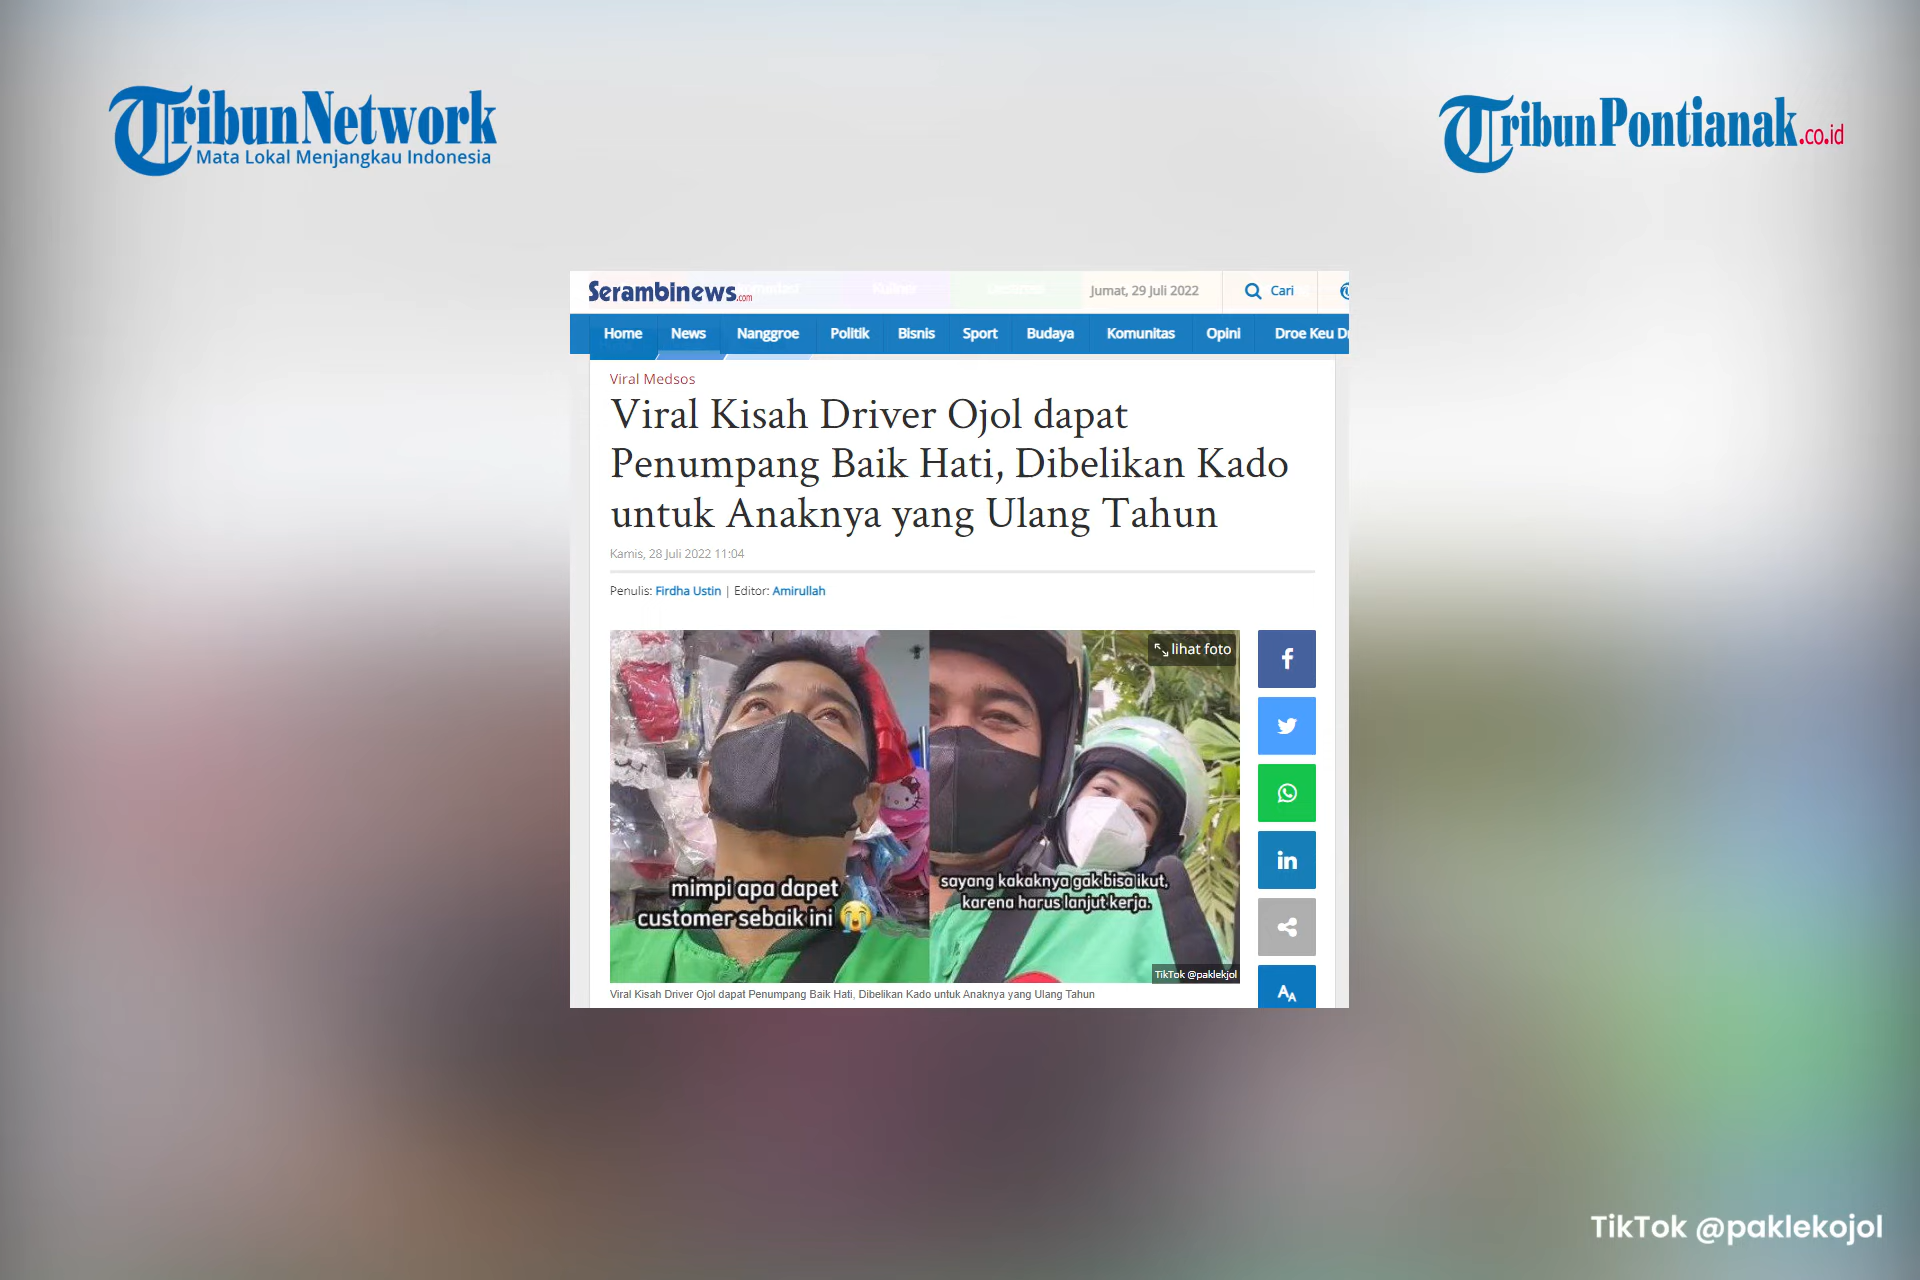 TribunNetwork
Mata Lokal Menjangkau Indonesia
TribunPontianak.co.id
Serambinews.com
Jumat, 29 Juli 2022
Cari
Home News Nanggroe Politik Bisnis Sport Budaya Komunitas Opini Droe Keu
Viral Medsos
Viral Kisah Driver Ojol dapat
Penumpang Baik Hati, Dibelikan Kado
untuk Anaknya yang Ulang Tahun
Kamis, 28 Juli 2022 11:04
Penulis: Firdha Ustin | Editor: Amirullah
lihat foto
mimpi apa dapet
customer sebaik ini 😭
sayang kakaknya gak bisa ikut,
karena harus lanjut kerja.
TikTok @paklekojol
Viral Kisah Driver Ojol dapat Penumpang Baik Hati, Dibelikan Kado untuk Anaknya yang Ulang Tahun
AA
TikTok @paklekojol